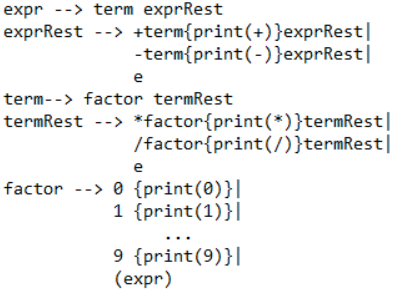 expr --> term exprRest
exprRest --> +term{print(+)}exprRest|
-term{print(-)}exprRest|
e
term--> factor termRest
termRest --> *factor{print(*)}termRest|
/factor{print(/)}termRest|
e
factor --> 0 {print(0)}|
1 {print(1)}|
...
9 {print(9)}|
(expr)